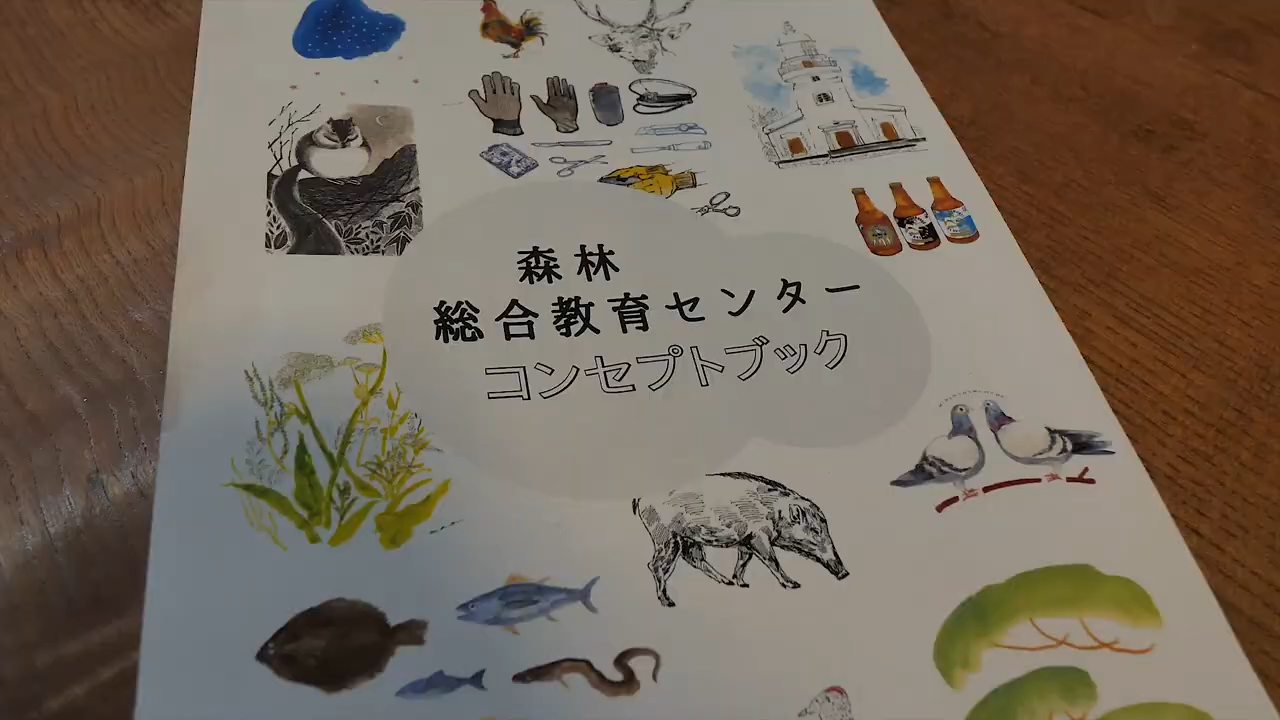 森林
総合教育センター
コンセプトブック